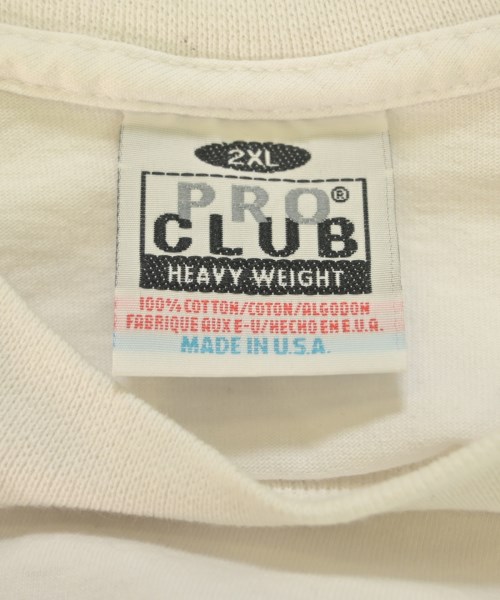 2XL
PRO®
CLUB
HEAVY WEIGHT
100% COTTON/COTON/ALGODON
FABRIQUE AUX E-U/HECHO EN E.U.A.
MADE IN U.S.A.